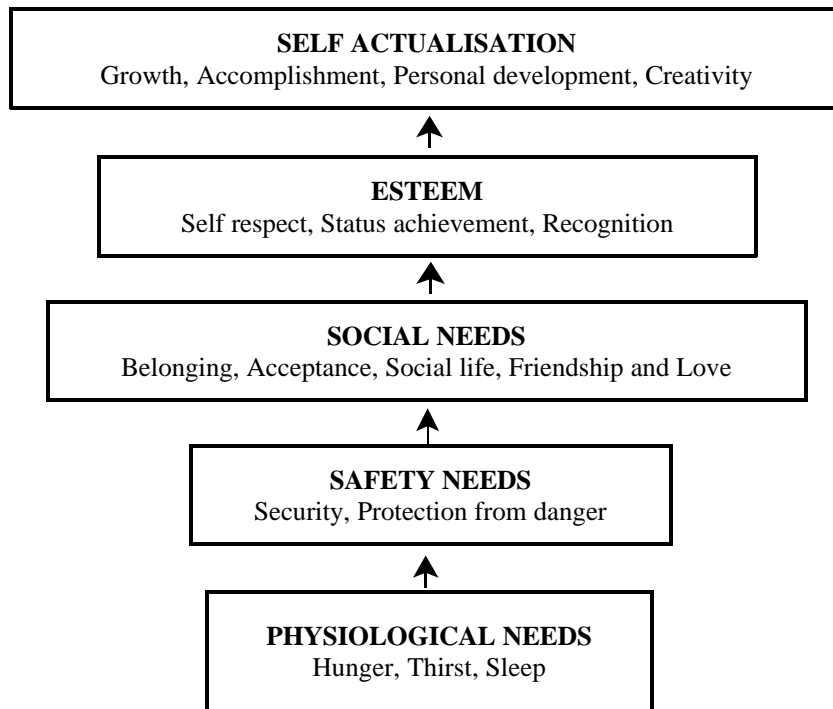 SELF ACTUALISATION
Growth, Accomplishment, Personal development, Creativity
ESTEEM
Self respect, Status achievement, Recognition
SOCIAL NEEDS
Belonging, Acceptance, Social life, Friendship and Love
SAFETY NEEDS
Security, Protection from danger
PHYSIOLOGICAL NEEDS
Hunger, Thirst, Sleep